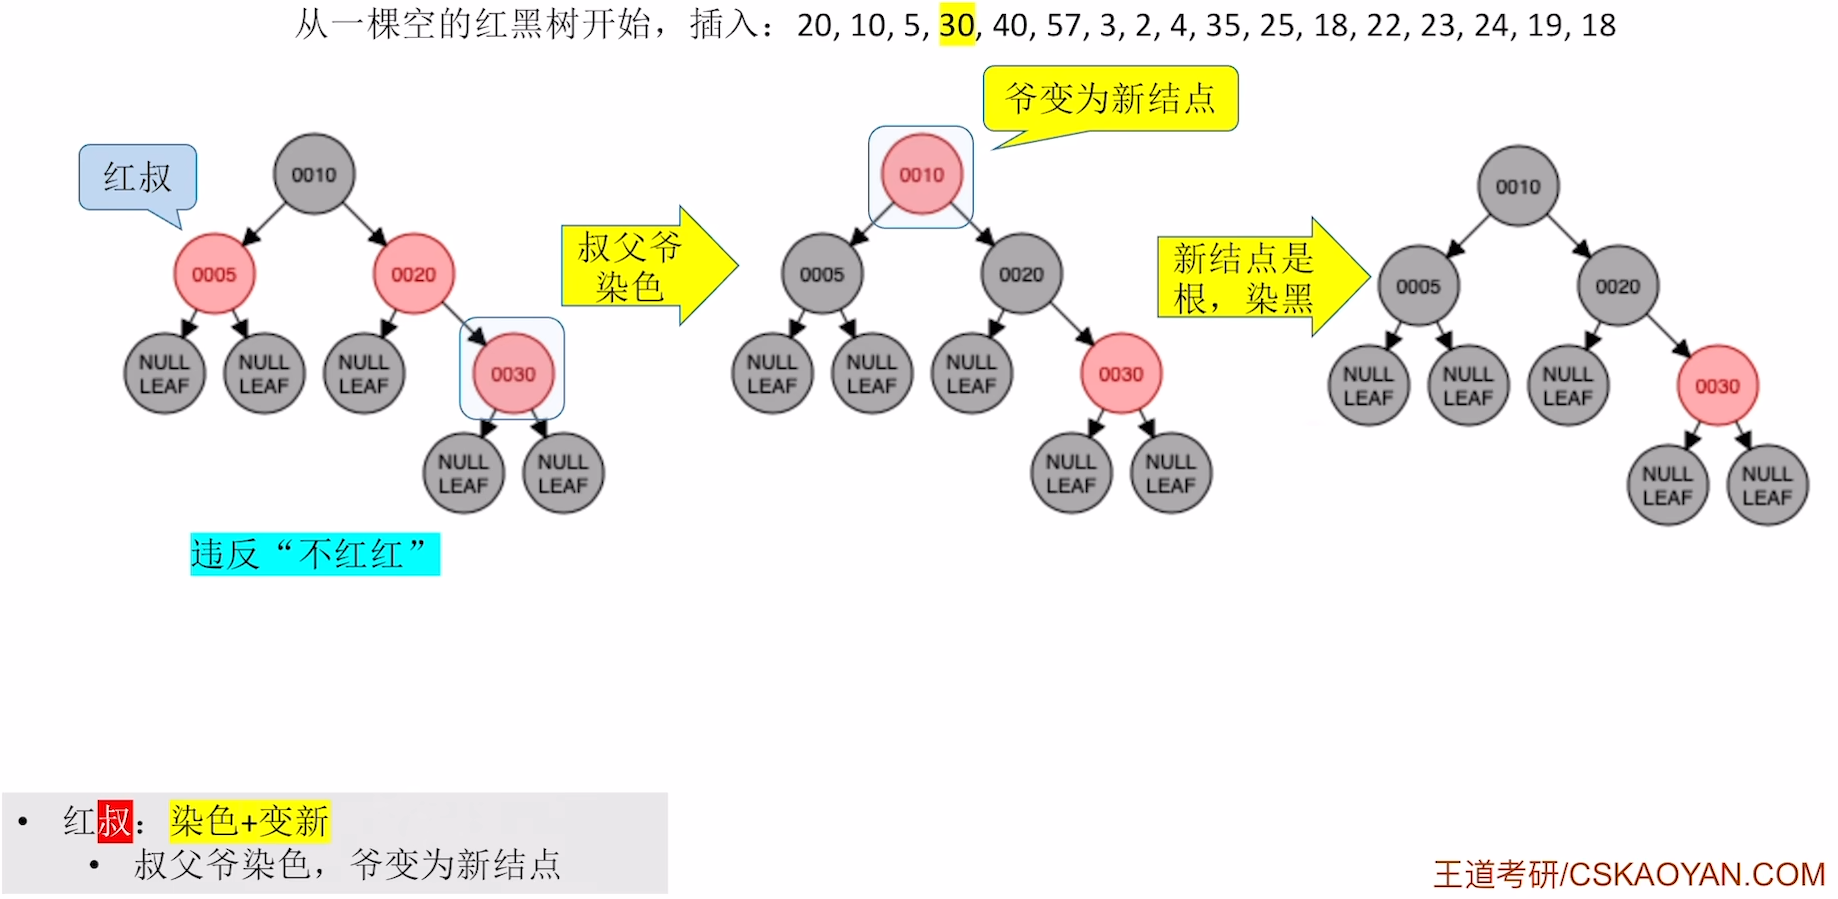 从一棵空的红黑树开始，插入：20, 10, 5, 30, 40, 57, 3, 2, 4, 35, 25, 18, 22, 23, 24, 19, 18
红叔
0010
0005
0020
NULL
LEAF
NULL
LEAF
NULL
LEAF
0030
NULL
LEAF
NULL
LEAF
违反“不红红”
叔父爷
染色
爷变为新结点
0010
0005
0020
NULL
LEAF
NULL
LEAF
NULL
LEAF
0030
NULL
LEAF
NULL
LEAF
新结点是
根，染黑
0010
0005
0020
NULL
LEAF
NULL
LEAF
NULL
LEAF
0030
NULL
LEAF
NULL
LEAF
• 红叔：染色+变新
• 叔父爷染色，爷变为新结点
王道考研/CSKAOYAN.COM